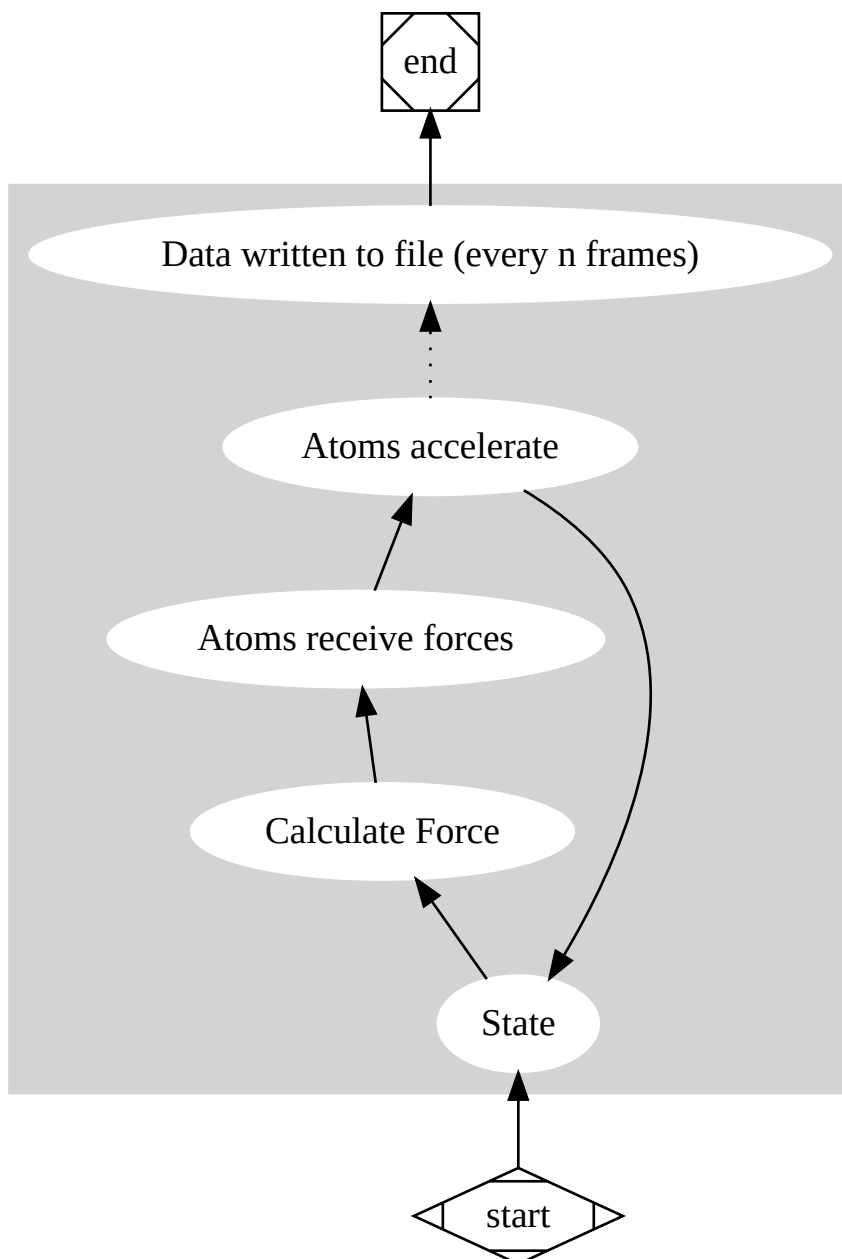 end
Data written to file (every n frames)
Atoms accelerate
Atoms receive forces
Calculate Force
State
start